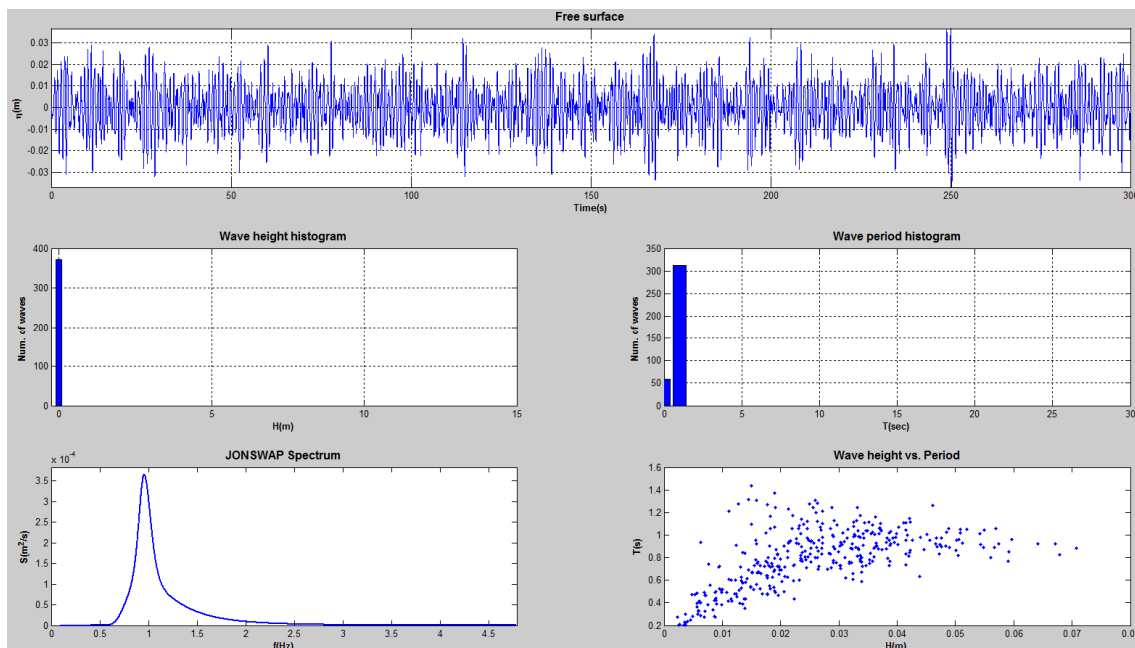 Free surface
0.03
0.02
0.01
0
-0.01
-0.02
-0.03
η(m)
0 50 100 150 200 250 300
Time(s)
Wave height histogram
400
300
200
100
0
Num. of waves
0 5 10 15
H(m)
Wave period histogram
350
300
250
200
150
100
50
0
Num. of waves
0 5 10 15 20 25 30
T(sec)
JONSWAP Spectrum
x 10⁻⁴
3.5
3
2.5
2
1.5
1
0.5
0
S(m²/s)
0 0.5 1 1.5 2 2.5 3 3.5 4 4.5
f(Hz)
Wave height vs. Period
1.6
1.4
1.2
1
0.8
0.6
0.4
0.2
T(s)
0 0.01 0.02 0.03 0.04 0.05 0.06 0.07 0.0
H(m)